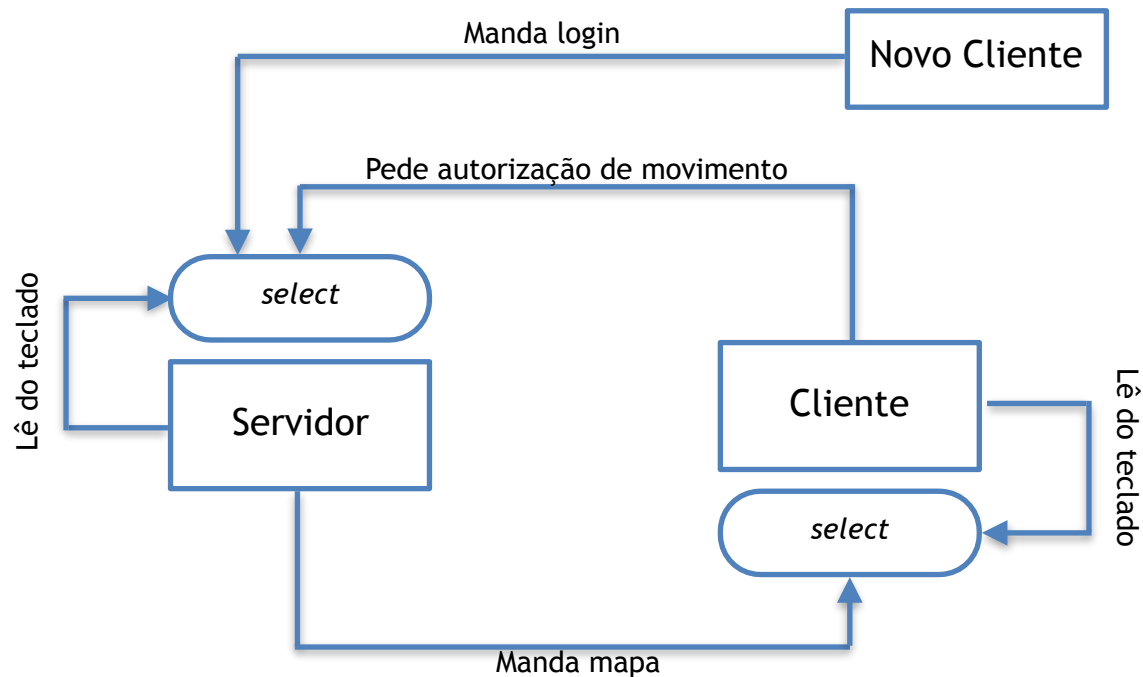 Manda login
Novo Cliente
Pede autorização de movimento
select
Lê do teclado
Servidor
Cliente
Lê do teclado
select
Manda mapa